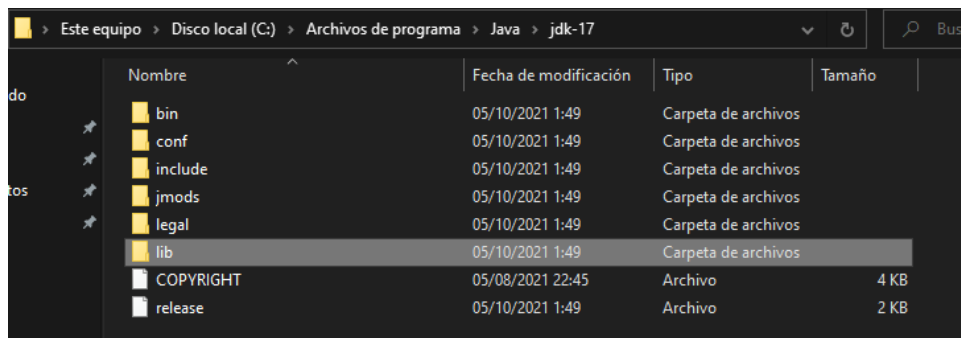 Este equipo > Disco local (C:) > Archivos de programa > Java > jdk-17 Bus
Nombre Fecha de modificación Tipo Tamaño
do
bin 05/10/2021 1:49 Carpeta de archivos
conf 05/10/2021 1:49 Carpeta de archivos
include 05/10/2021 1:49 Carpeta de archivos
tos jmods 05/10/2021 1:49 Carpeta de archivos
legal 05/10/2021 1:49 Carpeta de archivos
lib 05/10/2021 1:49 Carpeta de archivos
COPYRIGHT 05/08/2021 22:45 Archivo 4 KB
release 05/10/2021 1:49 Archivo 2 KB